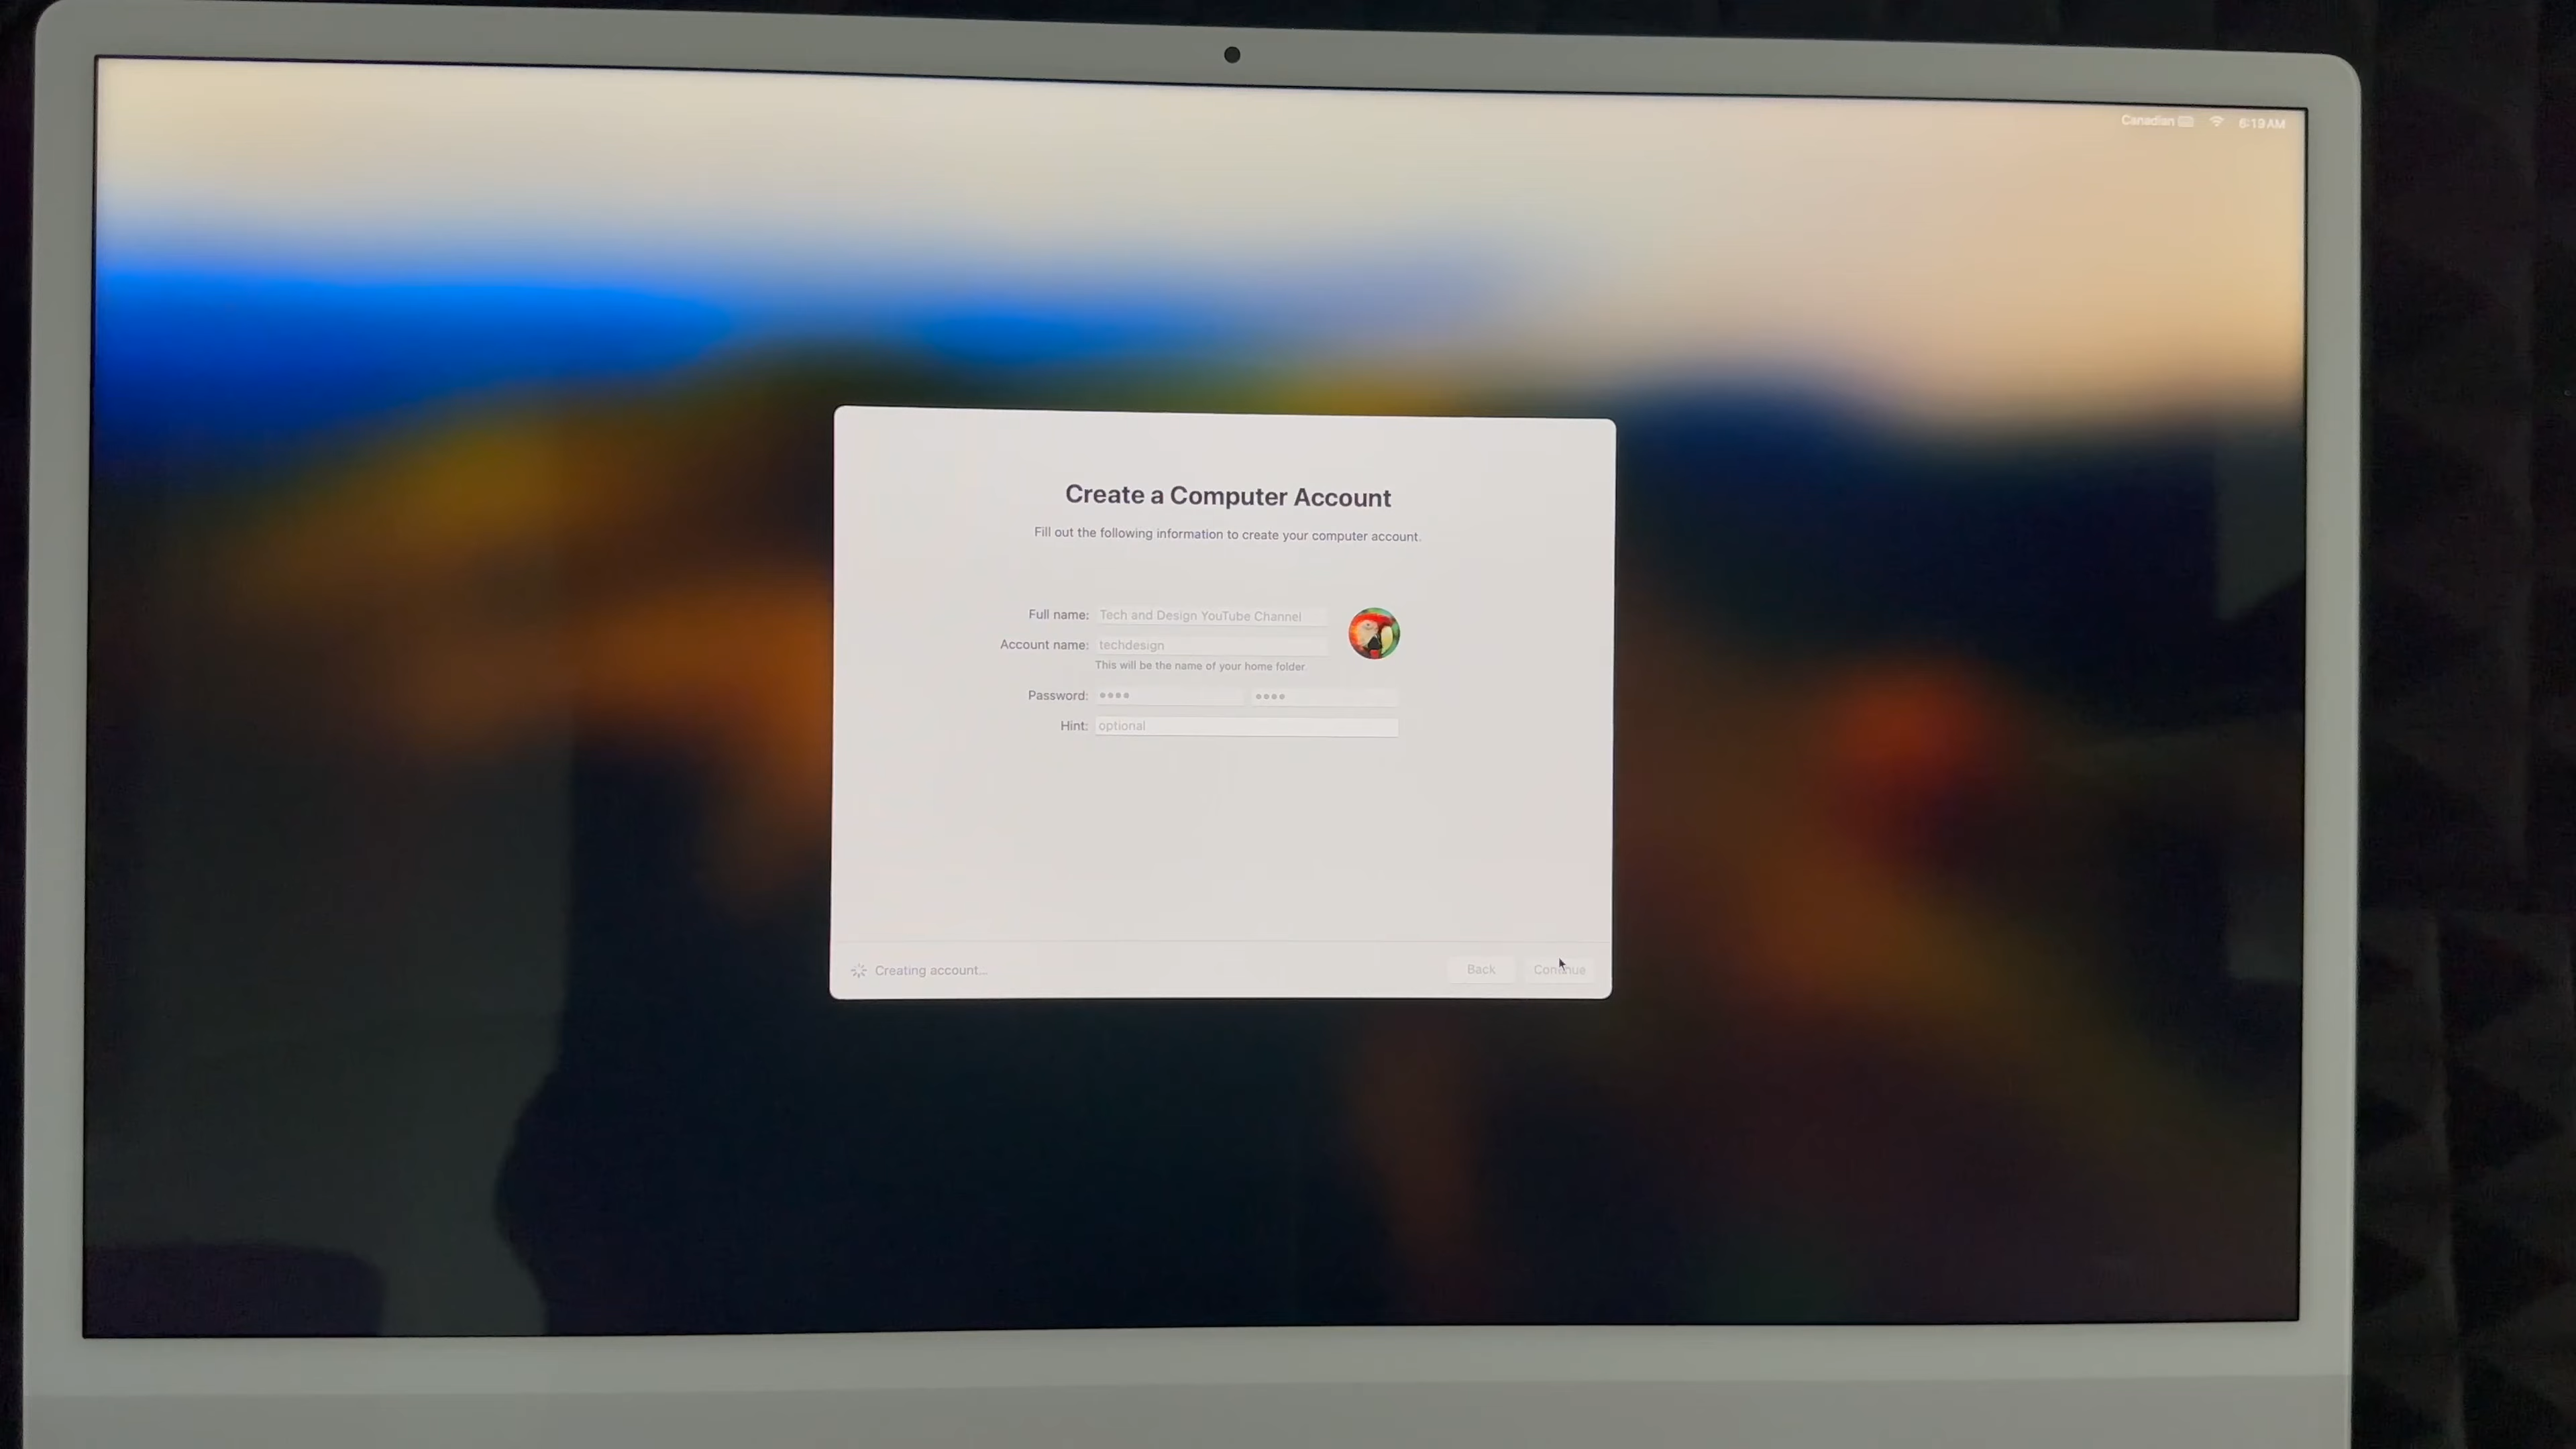 Canadian 6:19 AM
Create a Computer Account
Fill out the following information to create your computer account.
Full name: Tech and Design YouTube Channel
Account name: techdesign
This will be the name of your home folder.
Password:
Hint: optional
Creating account...
Back Continue